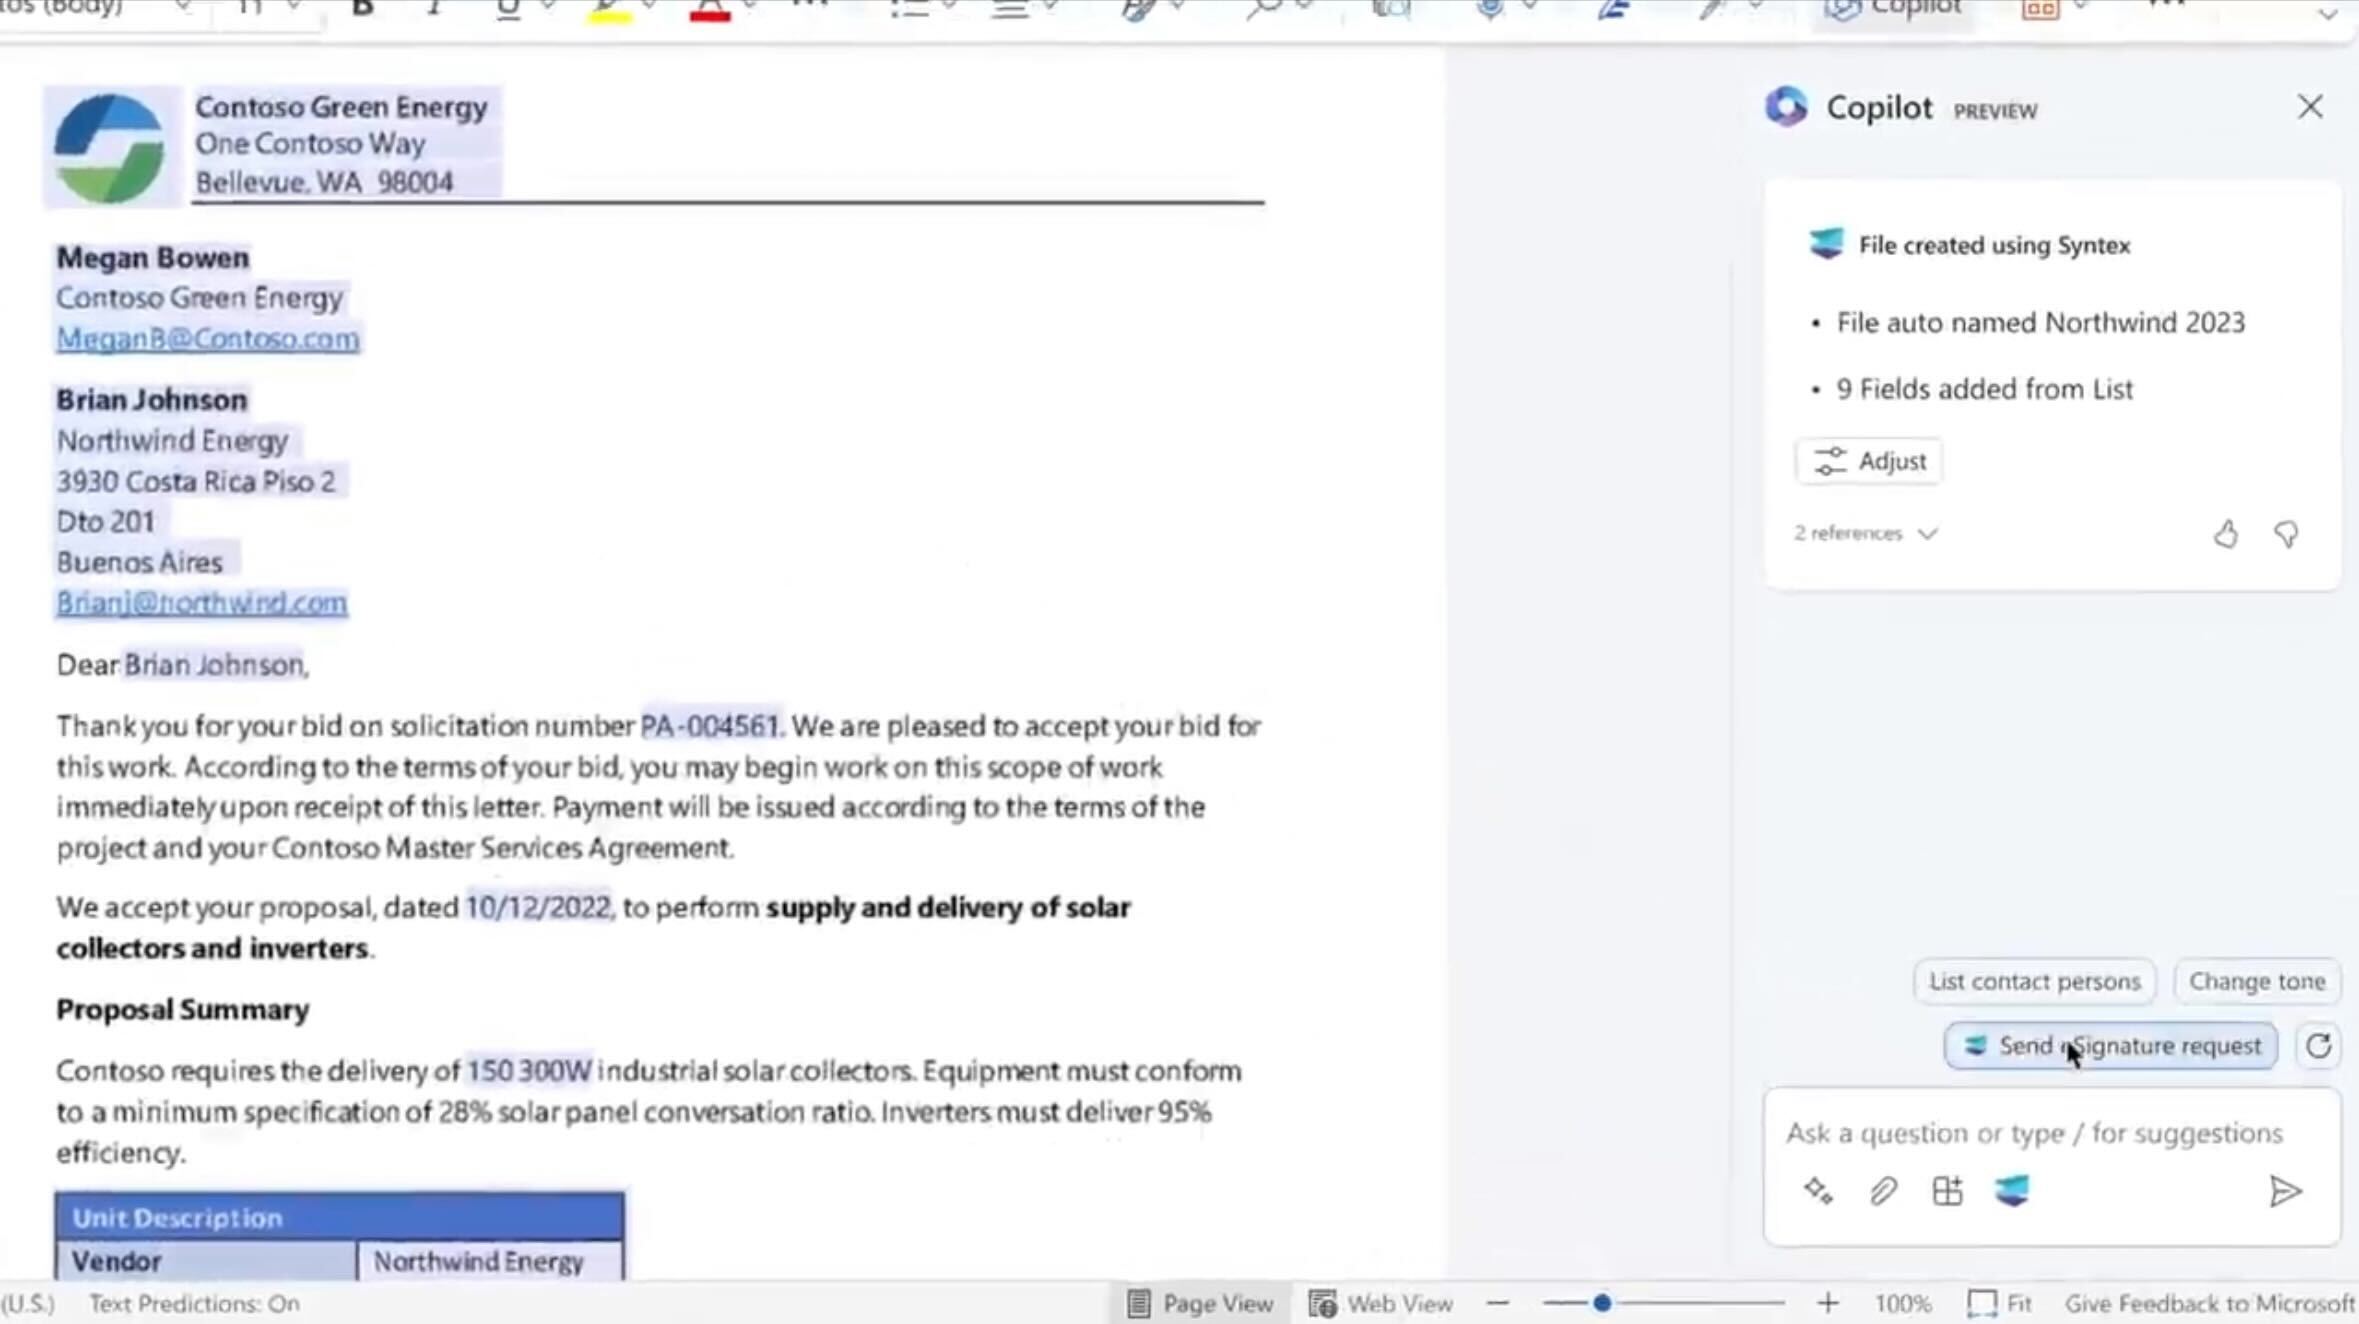 (Body)
11
B I U
Copilot
Contoso Green Energy
One Contoso Way
Bellevue, WA 98004
Megan Bowen
Contoso Green Energy
MeganB@Contoso.com
Brian Johnson
Northwind Energy
3930 Costa Rica Piso 2
Dto 201
Buenos Aires
Brianj@northwind.com
Dear Brian Johnson,
Thank you for your bid on solicitation number PA-004561. We are pleased to accept your bid for
this work. According to the terms of your bid, you may begin work on this scope of work
immediately upon receipt of this letter. Payment will be issued according to the terms of the
project and your Contoso Master Services Agreement.
We accept your proposal, dated 10/12/2022, to perform supply and delivery of solar
collectors and inverters.
Proposal Summary
Contoso requires the delivery of 150 300W industrial solar collectors. Equipment must conform
to a minimum specification of 28% solar panel conversation ratio. Inverters must deliver 95%
efficiency.
Unit Description
Vendor Northwind Energy
Copilot PREVIEW
File created using Syntex
• File auto named Northwind 2023
• 9 Fields added from List
Adjust
2 references
List contact persons
Change tone
Send eSignature request
Ask a question or type / for suggestions
(U.S.)
Text Predictions: On
Page View
Web View
100%
Fit
Give Feedback to Microsoft